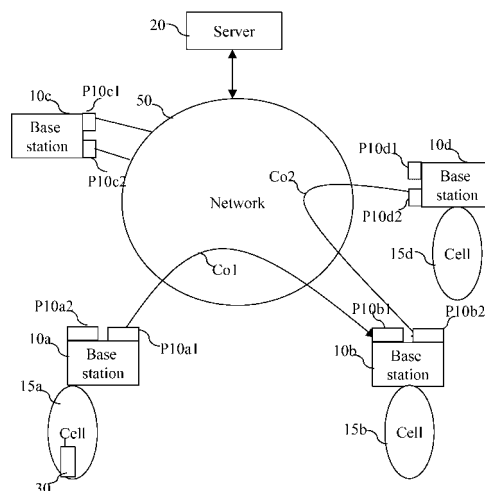 20
Server
P10c1
10c
50
Base
station
P10c2
P10d1
10d
Base
station
Co2
P10d2
Network
15d
Cell
Co1
P10a2
P10b1
P10b2
10a
Base
station
P10a1
10b
Base
station
15a
Cell
15b
Cell
30